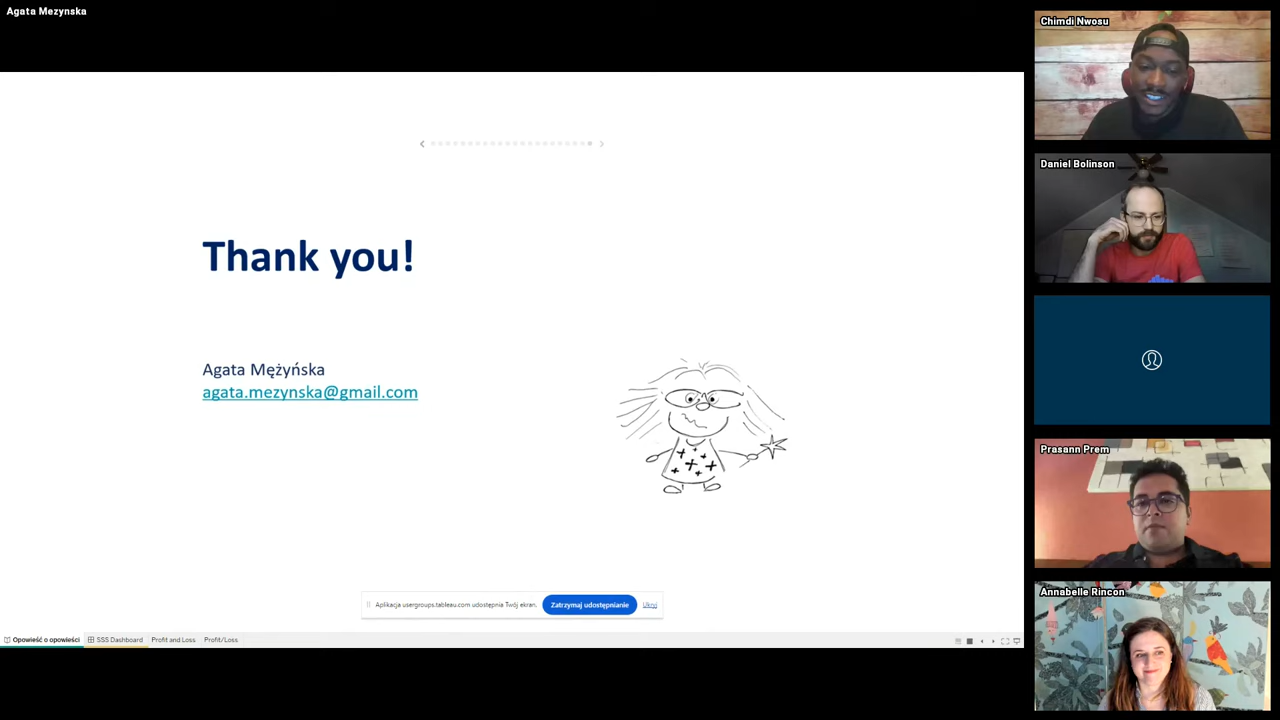 Agata Mezynska
Thank you!
Agata Mężyńska
agata.mezynska@gmail.com
Aplikacja usergroups.tableau.com udostępnia Twój ekran.
Zatrzymaj udostępnianie
Ukryj
Opowieść o opowieści
SSS Dashboard
Profit and Loss
Profit/Loss
Chimdi Nwosu
Daniel Bolinson
Prasann Prem
Annabelle Rincon